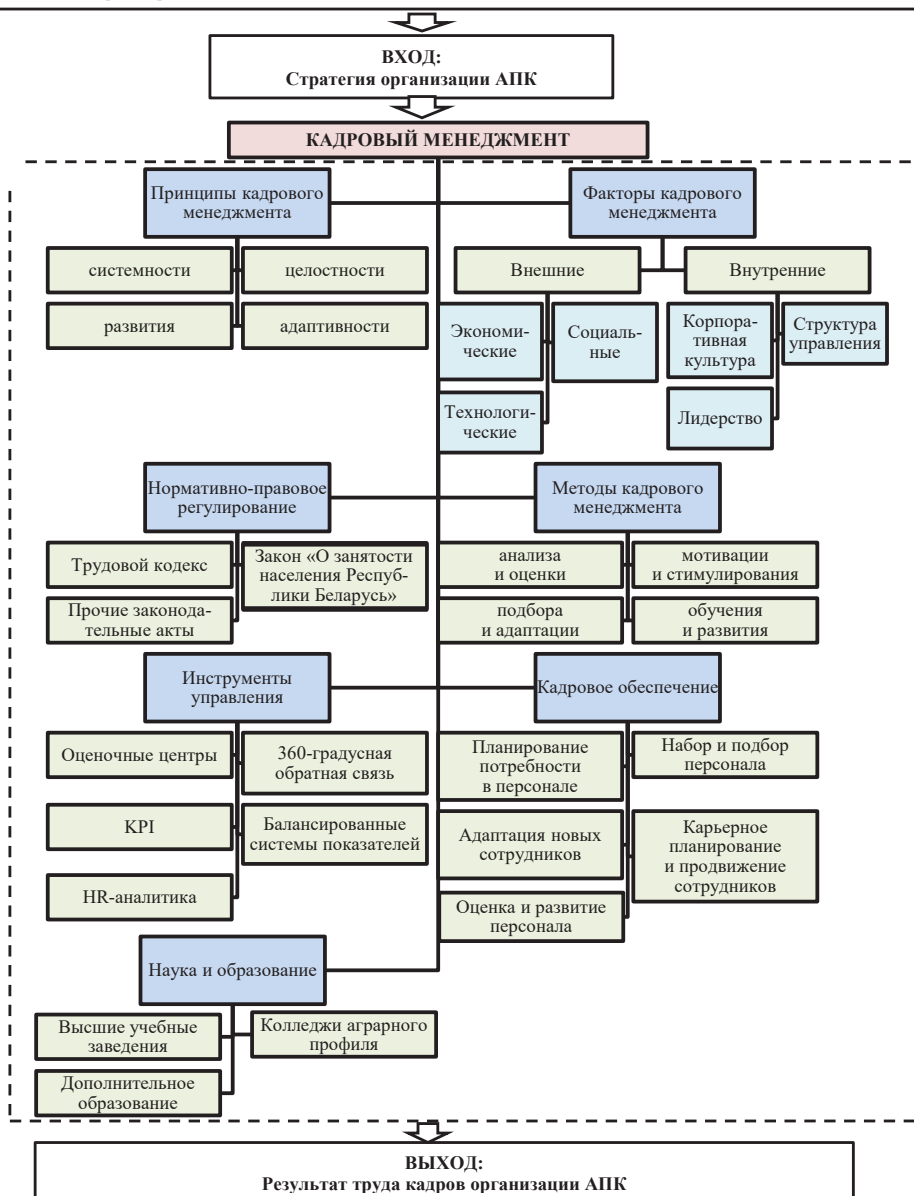 ВХОД:
Стратегия организации АПК
КАДРОВЫЙ МЕНЕДЖМЕНТ
Принципы кадрового
менеджмента
Факторы кадрового
менеджмента
системности
целостности
развития
адаптивности
Внешние
Внутренние
Экономи-
ческие
Социаль-
ные
Технологи-
ческие
Корпора-
тивная
культура
Структура
управления
Лидерство
Нормативно-правовое
регулирование
Методы кадрового
менеджмента
Трудовой кодекс
Закон «О занятости
населения Респуб-
лики Беларусь»
Прочие законода-
тельные акты
анализа
и оценки
мотивации
и стимулирования
подбора
и адаптации
обучения
и развития
Инструменты
управления
Кадровое обеспечение
Оценочные центры
360-градусная
обратная связь
KPI
Балансированные
системы показателей
HR-аналитика
Планирование
потребности
в персонале
Набор и подбор
персонала
Адаптация новых
сотрудников
Карьерное
планирование
и продвижение
сотрудников
Оценка и развитие
персонала
Наука и образование
Высшие учебные
заведения
Колледжи аграрного
профиля
Дополнительное
образование
ВЫХОД:
Результат труда кадров организации АПК